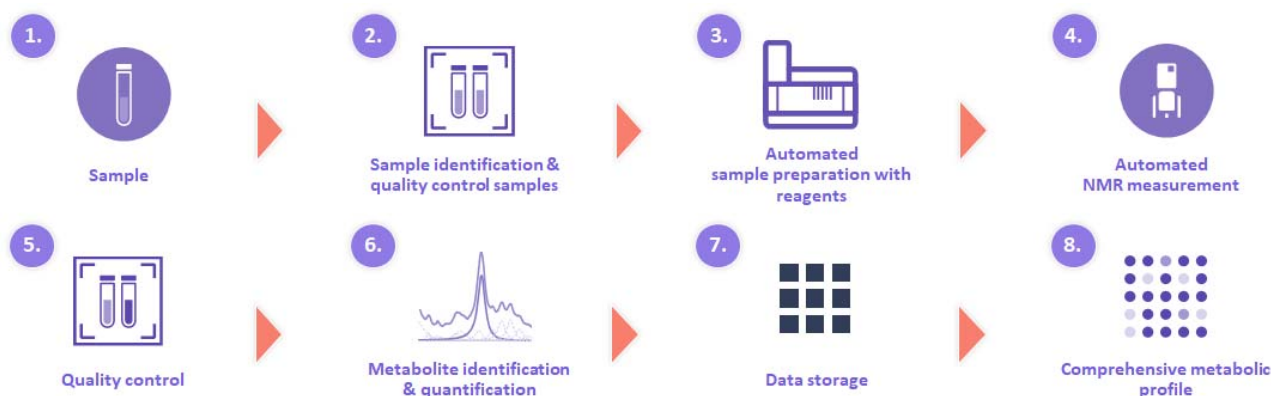 1.
Sample
2.
Sample identification &
quality control samples
3.
Automated
sample preparation with
reagents
4.
Automated
NMR measurement
5.
Quality control
6.
Metabolite identification
& quantification
7.
Data storage
8.
Comprehensive metabolic
profile